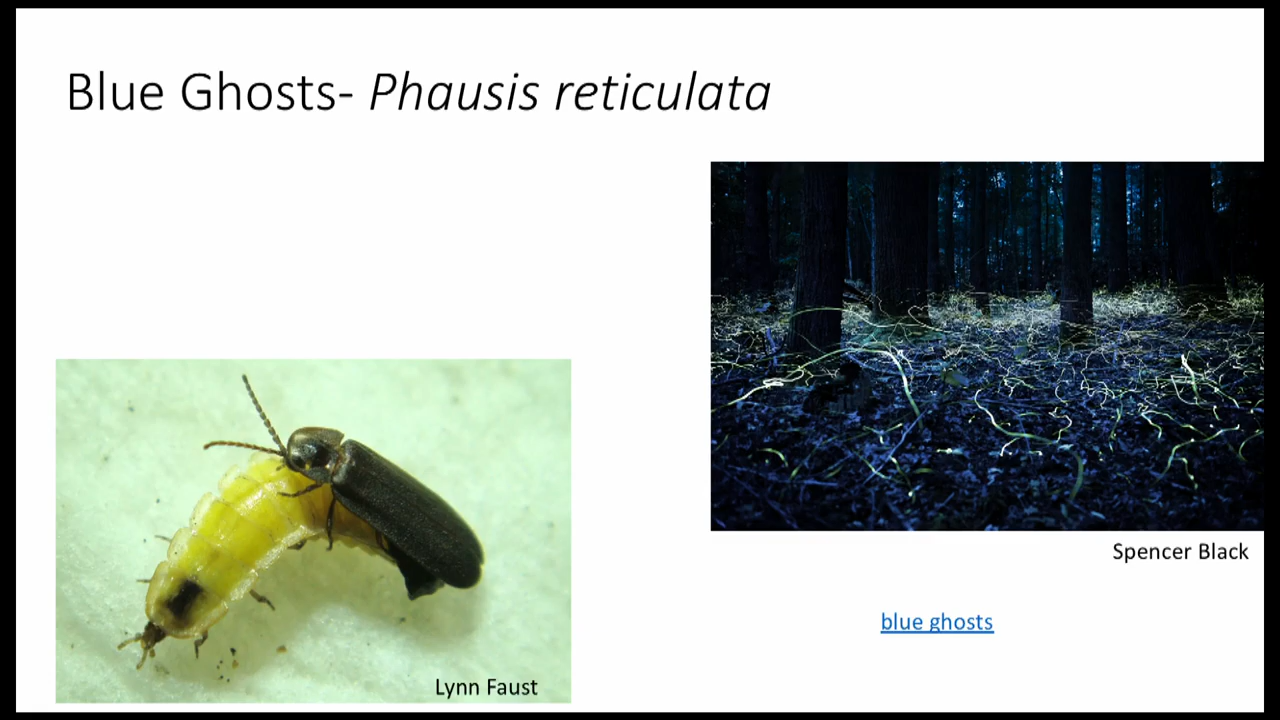 Blue Ghosts- Phausis reticulata
Spencer Black
blue ghosts
Lynn Faust